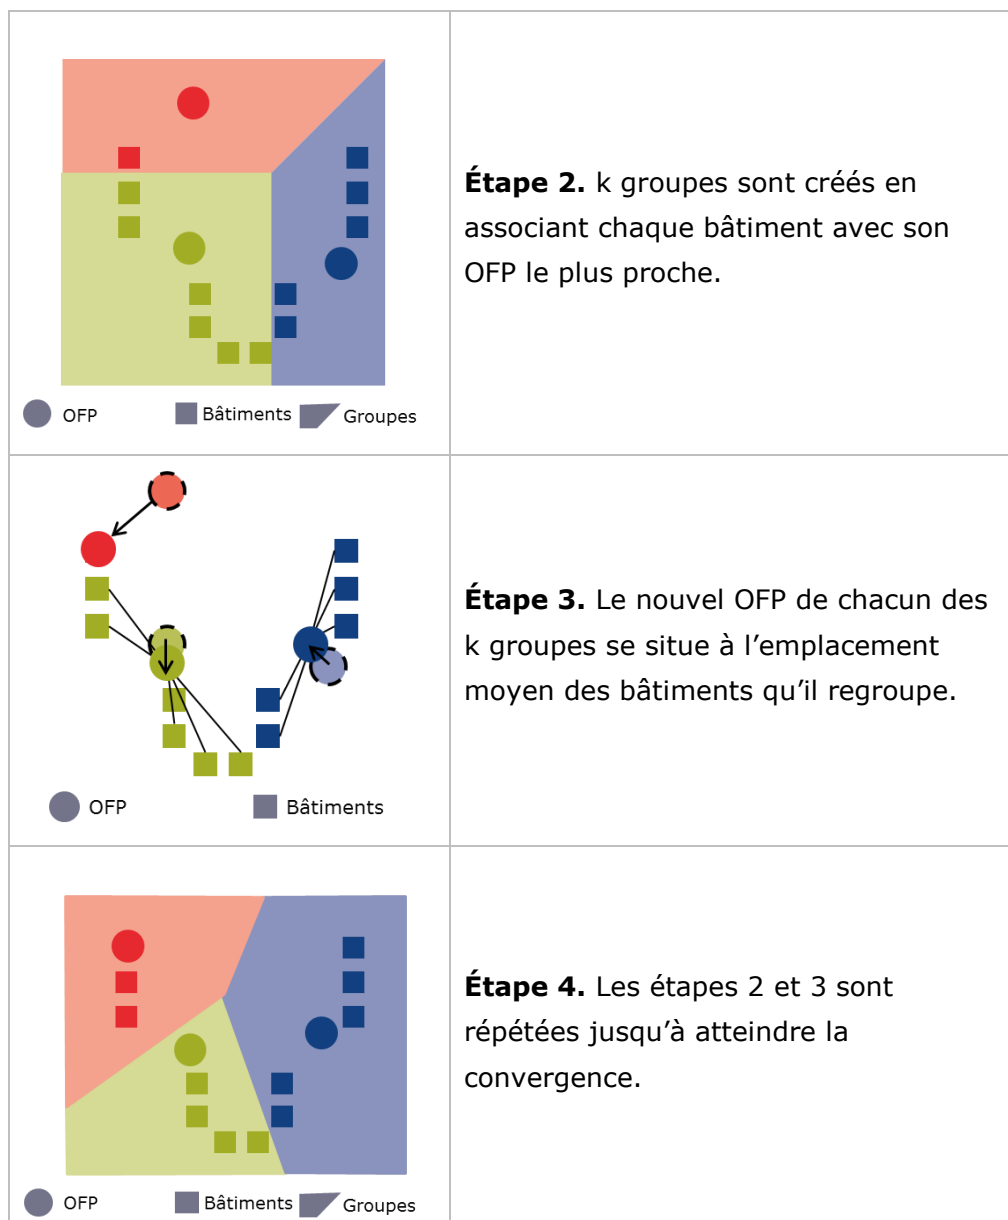 Étape 2. k groupes sont créés en
associant chaque bâtiment avec son
OFP le plus proche.
OFP Bâtiments Groupes
Étape 3. Le nouvel OFP de chacun des
k groupes se situe à l’emplacement
moyen des bâtiments qu’il regroupe.
OFP Bâtiments
Étape 4. Les étapes 2 et 3 sont
répétées jusqu’à atteindre la
convergence.
OFP Bâtiments Groupes